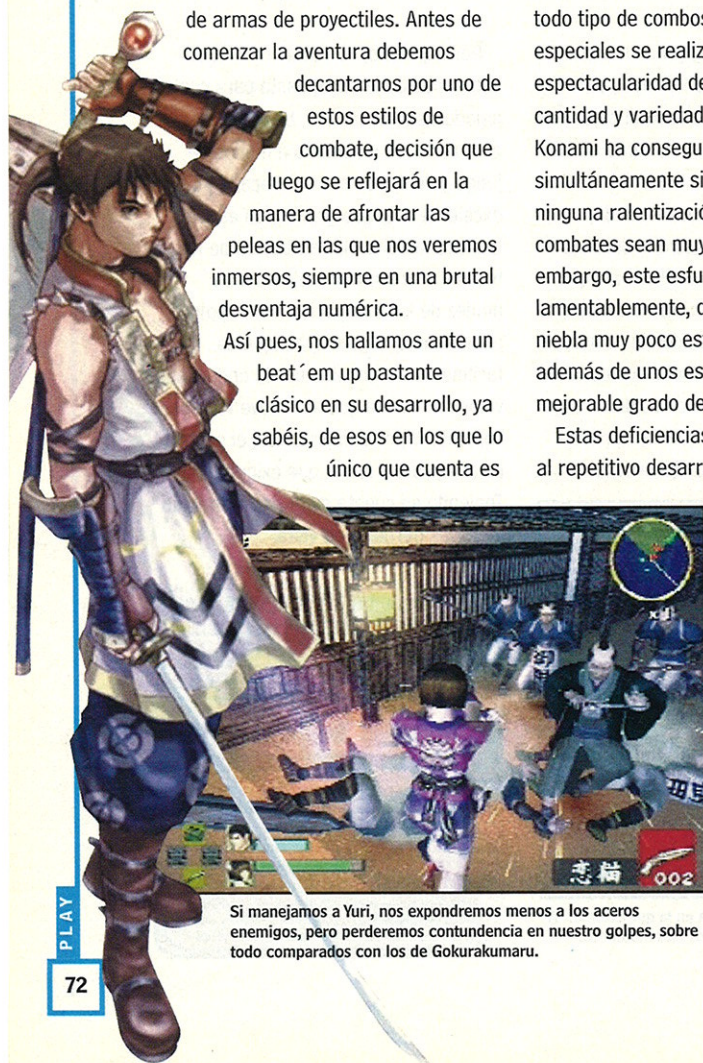 de armas de proyectiles. Antes de
comenzar la aventura debemos
decantarnos por uno de
estos estilos de
combate, decisión que
luego se reflejará en la
manera de afrontar las
peleas en las que nos veremos
inmersos, siempre en una brutal
desventaja numérica.
Así pues, nos hallamos ante un
beat´em up bastante
clásico en su desarrollo, ya
sabéis, de esos en los que lo
único que cuenta es
todo tipo de combos
especiales se realiz
espectacularidad de
cantidad y variedad
Konami ha consegu
simultáneamente si
ninguna ralentizació
combates sean muy
embargo, este esfu
lamentablemente, c
niebla muy poco est
además de unos es
mejorable grado de
Estas deficiencias
al repetitivo desarr
x1
恋猫
002
Si manejamos a Yuri, nos expondremos menos a los aceros
enemigos, pero perderemos contundencia en nuestro golpes, sobre
todo comparados con los de Gokurakumaru.
PLAY
72